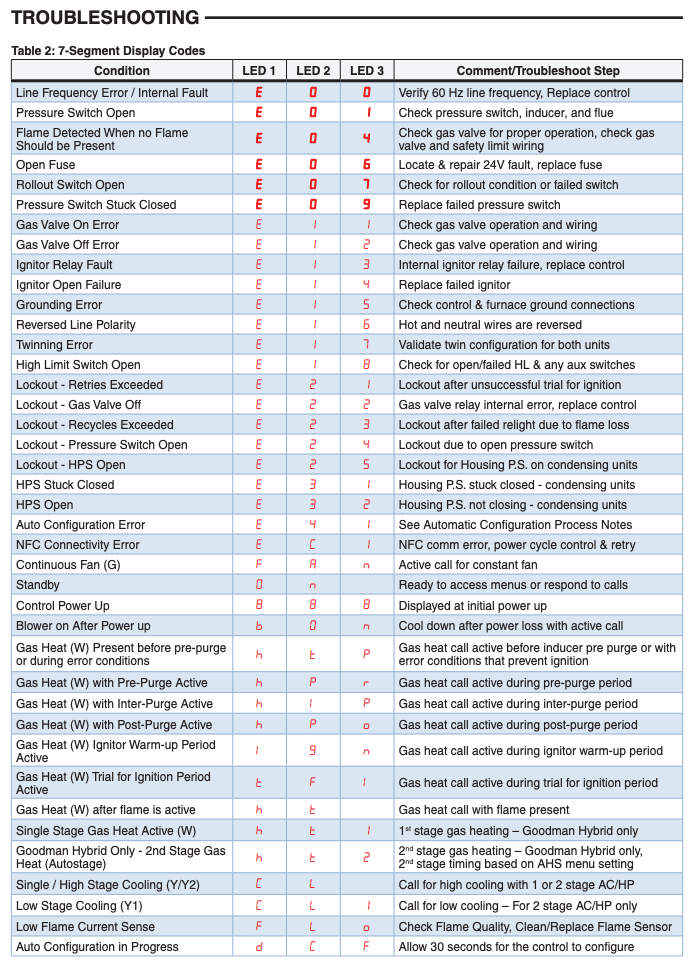 TROUBLESHOOTING
Table 2: 7-Segment Display Codes
Condition LED 1 LED 2 LED 3 Comment/Troubleshoot Step
Line Frequency Error / Internal Fault E 0 0 Verify 60 Hz line frequency, Replace control
Pressure Switch Open E 0 1 Check pressure switch, inducer, and flue
Flame Detected When no Flame
Should be Present E 0 4 Check gas valve for proper operation, check gas
valve and safety limit wiring
Open Fuse E 0 6 Locate & repair 24V fault, replace fuse
Rollout Switch Open E 0 7 Check for rollout condition or failed switch
Pressure Switch Stuck Closed E 0 9 Replace failed pressure switch
Gas Valve On Error E 1 1 Check gas valve operation and wiring
Gas Valve Off Error E 1 2 Check gas valve operation and wiring
Ignitor Relay Fault E 1 3 Internal ignitor relay failure, replace control
Ignitor Open Failure E 1 4 Replace failed ignitor
Grounding Error E 1 5 Check control & furnace ground connections
Reversed Line Polarity E 1 6 Hot and neutral wires are reversed
Twinning Error E 1 7 Validate twin configuration for both units
High Limit Switch Open E 1 8 Check for open/failed HL & any aux switches
Lockout - Retries Exceeded E 2 1 Lockout after unsuccessful trial for ignition
Lockout - Gas Valve Off E 2 2 Gas valve relay internal error, replace control
Lockout - Recycles Exceeded E 2 3 Lockout after failed relight due to flame loss
Lockout - Pressure Switch Open E 2 4 Lockout due to open pressure switch
Lockout - HPS Open E 2 5 Lockout for Housing P.S. on condensing units
HPS Stuck Closed E 3 1 Housing P.S. stuck closed - condensing units
HPS Open E 3 2 Housing P.S. not closing - condensing units
Auto Configuration Error E 4 1 See Automatic Configuration Process Notes
NFC Connectivity Error E C 1 NFC comm error, power cycle control & retry
Continuous Fan (G) F A n Active call for constant fan
Standby O n Ready to access menus or respond to calls
Control Power Up 8 8 8 Displayed at initial power up
Blower on After Power up b O n Cool down after power loss with active call
Gas Heat (W) Present before pre-purge
or during error conditions h t P Gas heat call active before inducer pre purge or with
error conditions that prevent ignition
Gas Heat (W) with Pre-Purge Active h P r Gas heat call active during pre-purge period
Gas Heat (W) with Inter-Purge Active h I P Gas heat call active during inter-purge period
Gas Heat (W) with Post-Purge Active h P o Gas heat call active during post-purge period
Gas Heat (W) Ignitor Warm-up Period
Active I g n Gas heat call active during ignitor warm-up period
Gas Heat (W) Trial for Ignition Period
Active t F I Gas heat call active during trial for ignition period
Gas Heat (W) after flame is active h t Gas heat call with flame present
Single Stage Gas Heat Active (W) h t 1 1st stage gas heating – Goodman Hybrid only
Goodman Hybrid Only - 2nd Stage Gas
Heat (Autostage) h t 2 2nd stage gas heating – Goodman Hybrid only,
2nd stage timing based on AHS menu setting
Single / High Stage Cooling (Y/Y2) C L Call for high cooling with 1 or 2 stage AC/HP
Low Stage Cooling (Y1) C L 1 Call for low cooling – For 2 stage AC/HP only
Low Flame Current Sense F L o Check Flame Quality, Clean/Replace Flame Sensor
Auto Configuration in Progress d C F Allow 30 seconds for the control to configure